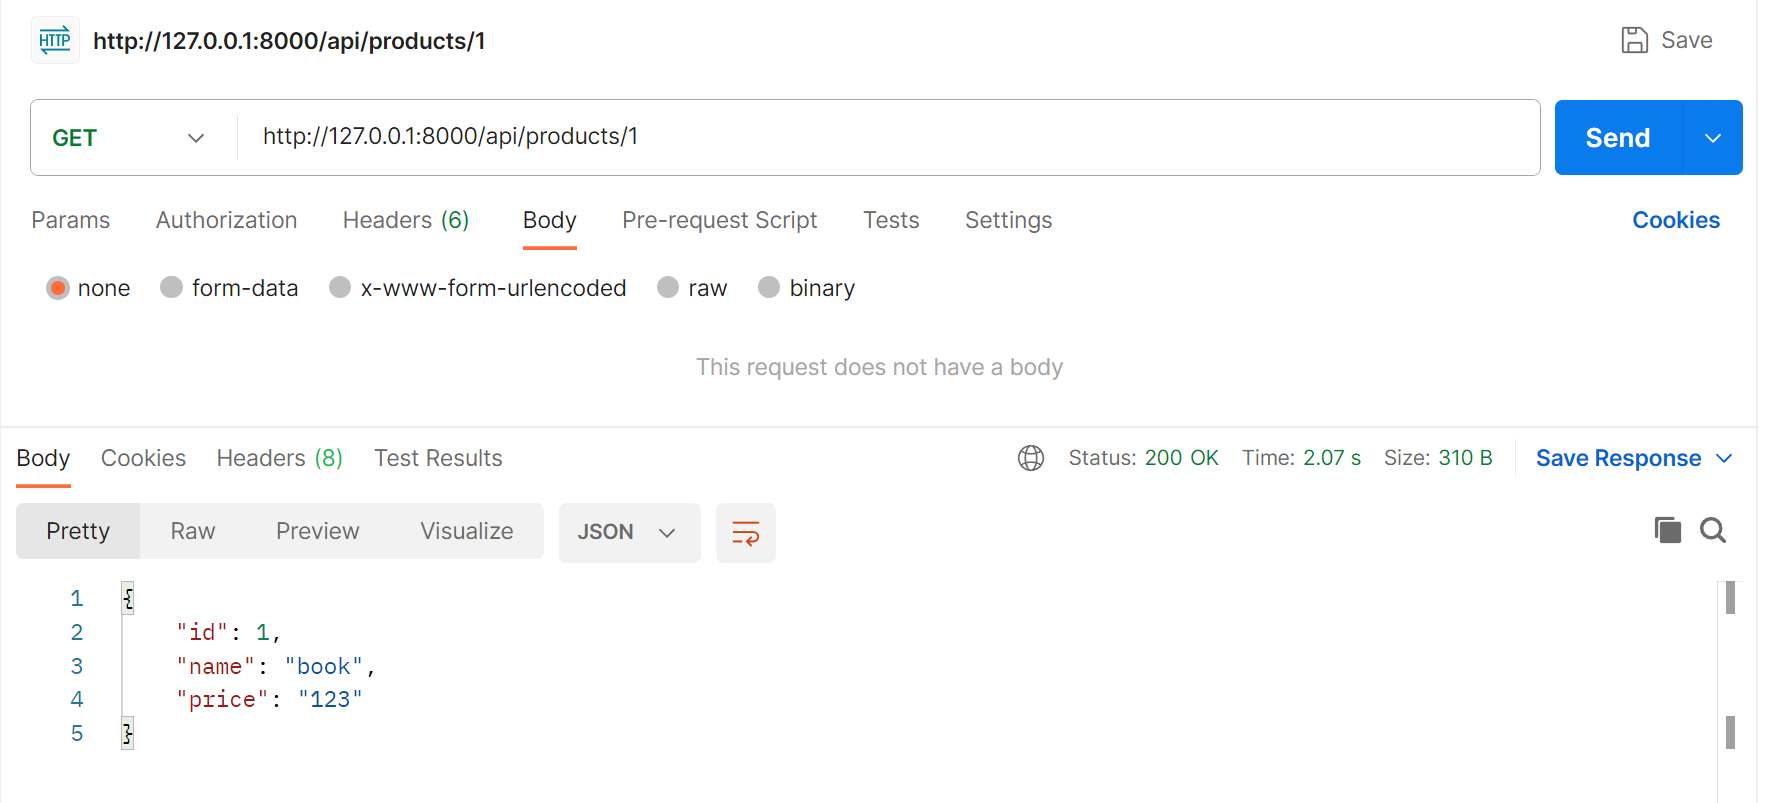 HTTP http://127.0.0.1:8000/api/products/1 Save
GET http://127.0.0.1:8000/api/products/1 Send
Params Authorization Headers (6) Body Pre-request Script Tests Settings Cookies
none form-data x-www-form-urlencoded raw binary
This request does not have a body
Body Cookies Headers (8) Test Results Status: 200 OK Time: 2.07 s Size: 310 B Save Response
Pretty Raw Preview Visualize JSON
1 {
2 "id": 1,
3 "name": "book",
4 "price": "123"
5 }